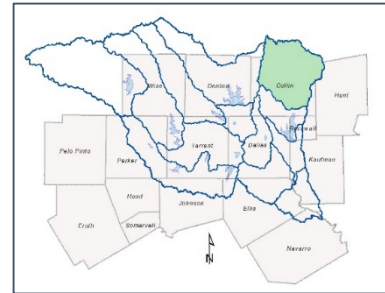 Wise
Denton
Collin
Hunt
Palo Pinto
Parker
Tarrant
Dallas
Rockwall
Kaufman
Hood
Johnson
Ellis
Erath
Somervell
Navarro
N